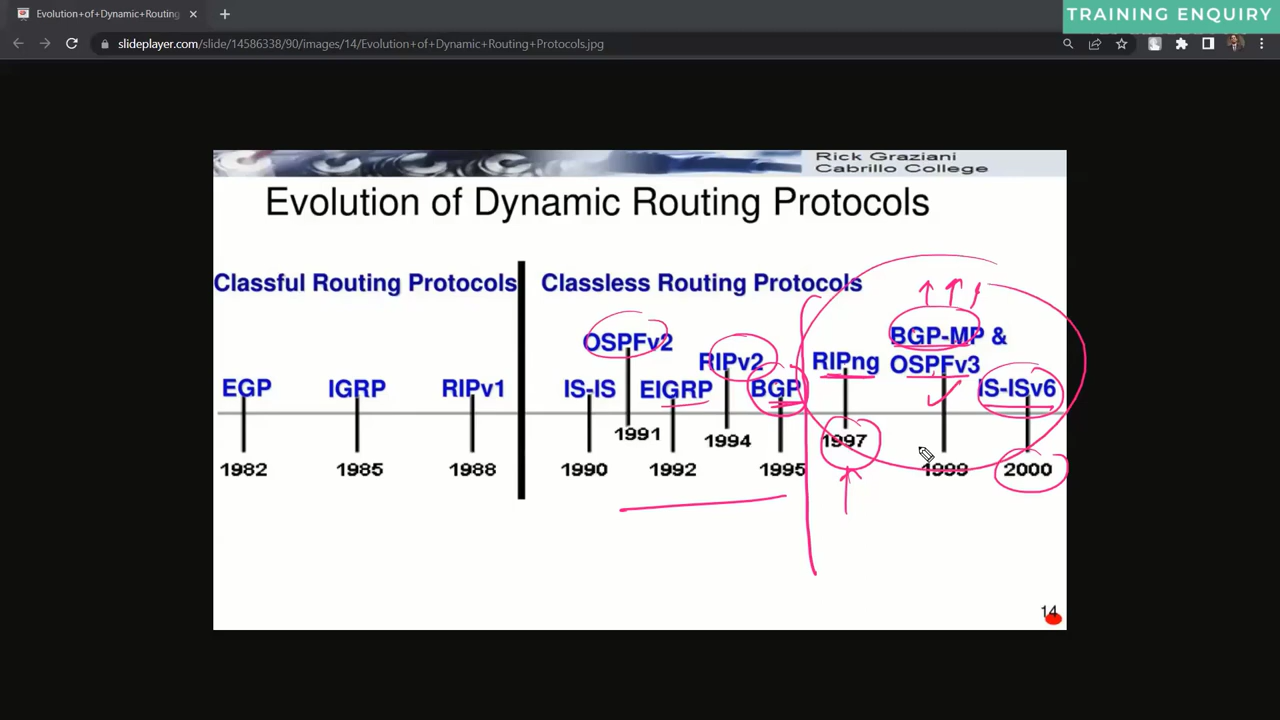 Evolution+of+Dynamic+Routing
TRAINING ENQUIRY
slideplayer.com/slide/14586338/90/images/14/Evolution+of+Dynamic+Routing+Protocols.jpg
Rick Graziani
Cabrillo College
Evolution of Dynamic Routing Protocols
Classful Routing Protocols
Classless Routing Protocols
OSPFv2
BGP-MP &
RIPv2
RIPng
OSPFv3
EGP
IGRP
RIPv1
IS-IS
EIGRP
BGP
IS-ISv6
1991
1994
1997
1982
1985
1988
1990
1992
1995
1999
2000
14